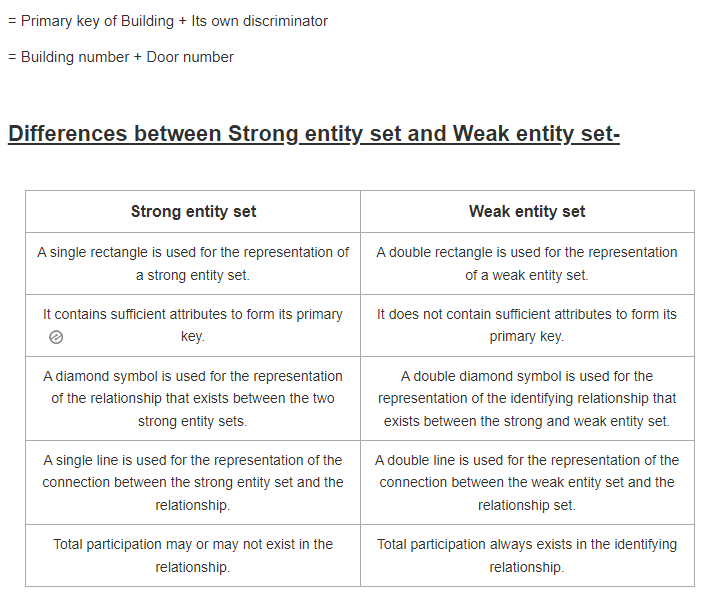 = Primary key of Building + Its own discriminator
= Building number + Door number
Differences between Strong entity set and Weak entity set-
Strong entity set
Weak entity set
A single rectangle is used for the representation of
a strong entity set.
A double rectangle is used for the representation
of a weak entity set.
It contains sufficient attributes to form its primary
key.
It does not contain sufficient attributes to form its
primary key.
A diamond symbol is used for the representation
of the relationship that exists between the two
strong entity sets.
A double diamond symbol is used for the
representation of the identifying relationship that
exists between the strong and weak entity set.
A single line is used for the representation of the
connection between the strong entity set and the
relationship.
A double line is used for the representation of the
connection between the weak entity set and the
relationship set.
Total participation may or may not exist in the
relationship.
Total participation always exists in the identifying
relationship.